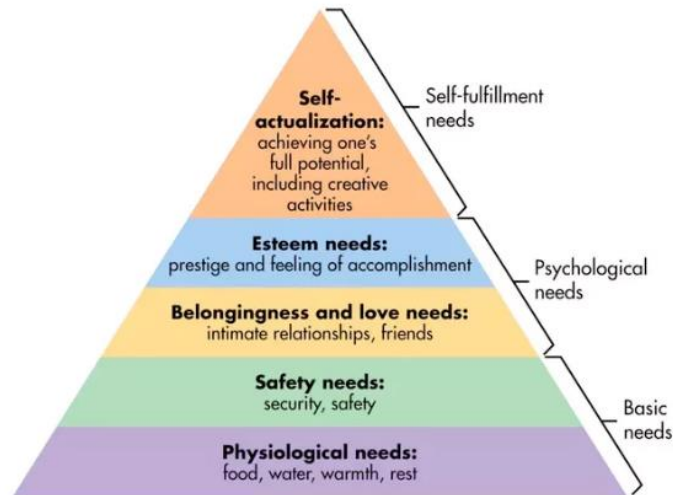 Self-
actualization:
achieving one's
full potential,
including creative
activities
Self-fulfillment
needs
Esteem needs:
prestige and feeling of accomplishment
Psychological
needs
Belongingness and love needs:
intimate relationships, friends
Safety needs:
security, safety
Basic
needs
Physiological needs:
food, water, warmth, rest